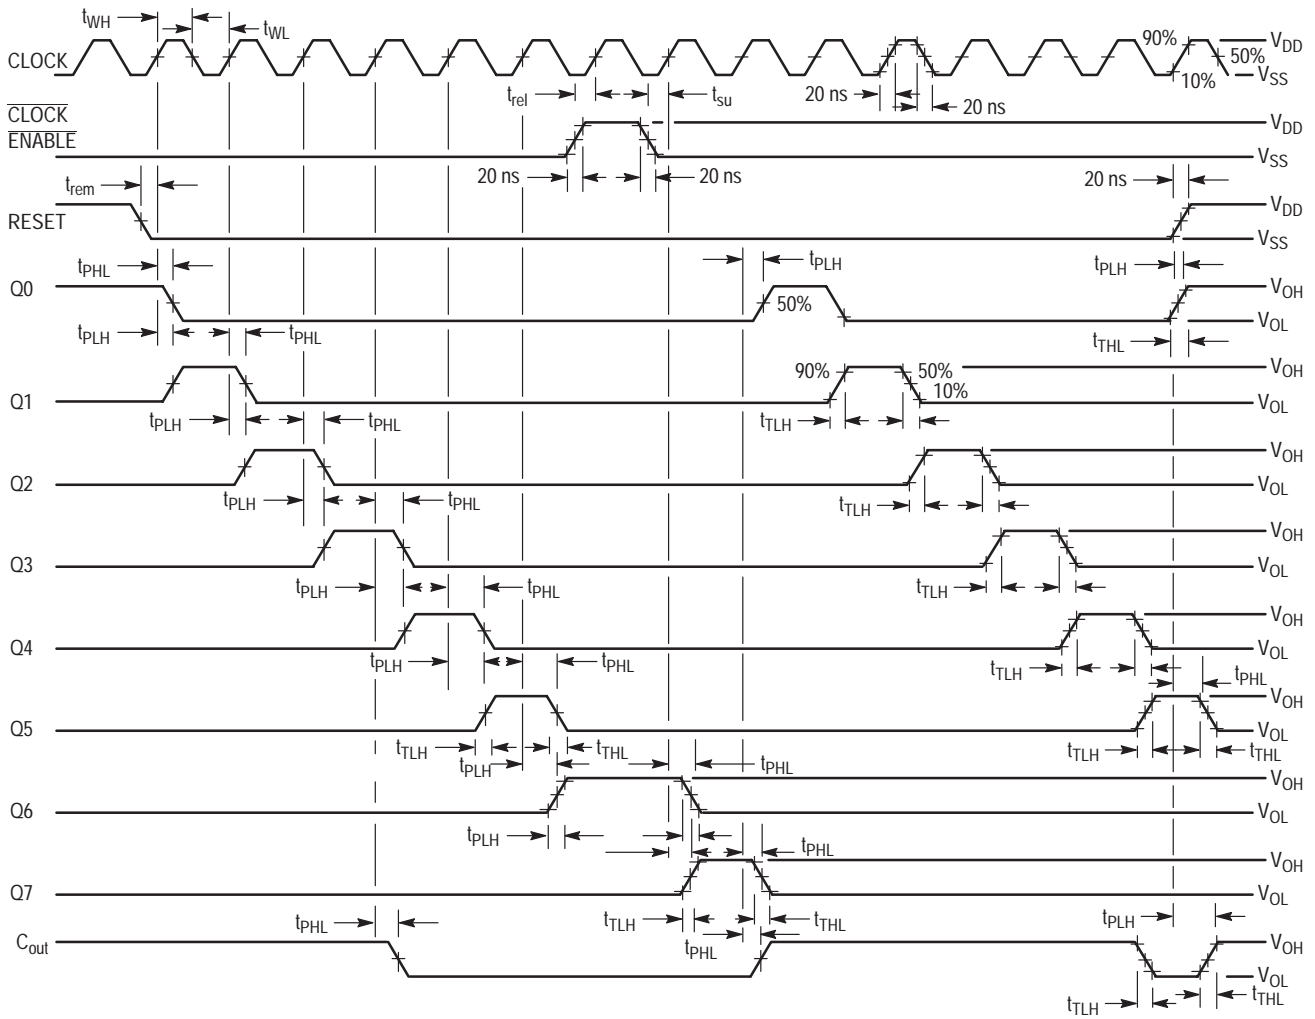 tWH
tWL
CLOCK
90%
VDD
50%
10%
VSS
trel
tsu
20 ns
20 ns
CLOCK
ENABLE
VDD
VSS
20 ns
20 ns
20 ns
trem
RESET
VDD
VSS
tPHL
tPLH
tPLH
Q0
50%
VOH
VOL
tPLH
tPHL
tTHL
90%
50%
VOH
Q1
10%
VOL
tPLH
tPHL
tTLH
VOH
Q2
VOL
tPLH
tPHL
tTLH
VOH
Q3
VOL
tPLH
tPHL
tTLH
VOH
Q4
VOL
tPLH
tPHL
tTLH
tPHL
VOH
Q5
VOL
tTLH
tTHL
tTLH
tTHL
tPLH
tPHL
VOH
Q6
VOL
tPLH
tPHL
VOH
Q7
VOL
tPHL
tTLH
tTHL
tPLH
tPHL
Cout
VOH
VOL
tTLH
tTHL